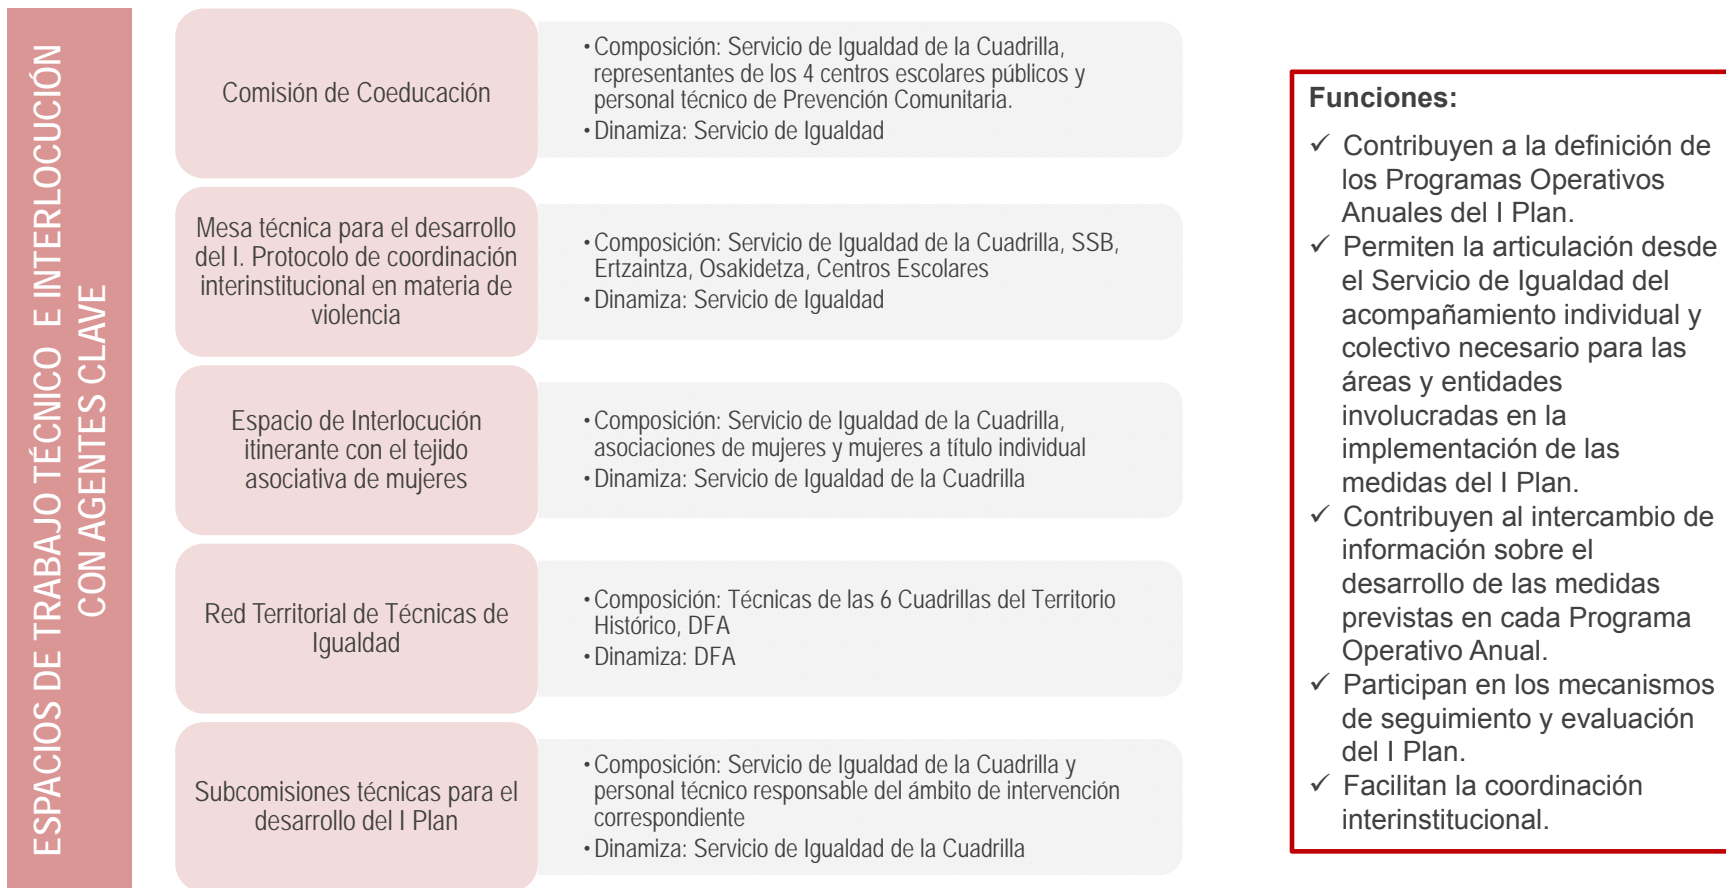 ESPACIOS DE TRABAJO TÉCNICO E INTERLOCUCIÓN
CON AGENTES CLAVE
Comisión de Coeducación
•Composición: Servicio de Igualdad de la Cuadrilla,
representantes de los 4 centros escolares públicos y
personal técnico de Prevención Comunitaria.
•Dinamiza: Servicio de Igualdad
Mesa técnica para el desarrollo
del I. Protocolo de coordinación
interinstitucional en materia de
violencia
•Composición: Servicio de Igualdad de la Cuadrilla, SSB,
Ertzaintza, Osakidetza, Centros Escolares
•Dinamiza: Servicio de Igualdad
Espacio de Interlocución
itinerante con el tejido
asociativa de mujeres
•Composición: Servicio de Igualdad de la Cuadrilla,
asociaciones de mujeres y mujeres a título individual
•Dinamiza: Servicio de Igualdad de la Cuadrilla
Red Territorial de Técnicas de
Igualdad
•Composición: Técnicas de las 6 Cuadrillas del Territorio
Histórico, DFA
•Dinamiza: DFA
Subcomisiones técnicas para el
desarrollo del I Plan
•Composición: Servicio de Igualdad de la Cuadrilla y
personal técnico responsable del ámbito de intervención
correspondiente
•Dinamiza: Servicio de Igualdad de la Cuadrilla
Funciones:
✓ Contribuyen a la definición de
los Programas Operativos
Anuales del I Plan.
✓ Permiten la articulación desde
el Servicio de Igualdad del
acompañamiento individual y
colectivo necesario para las
áreas y entidades
involucradas en la
implementación de las
medidas del I Plan.
✓ Contribuyen al intercambio de
información sobre el
desarrollo de las medidas
previstas en cada Programa
Operativo Anual.
✓ Participan en los mecanismos
de seguimiento y evaluación
del I Plan.
✓ Facilitan la coordinación
interinstitucional.